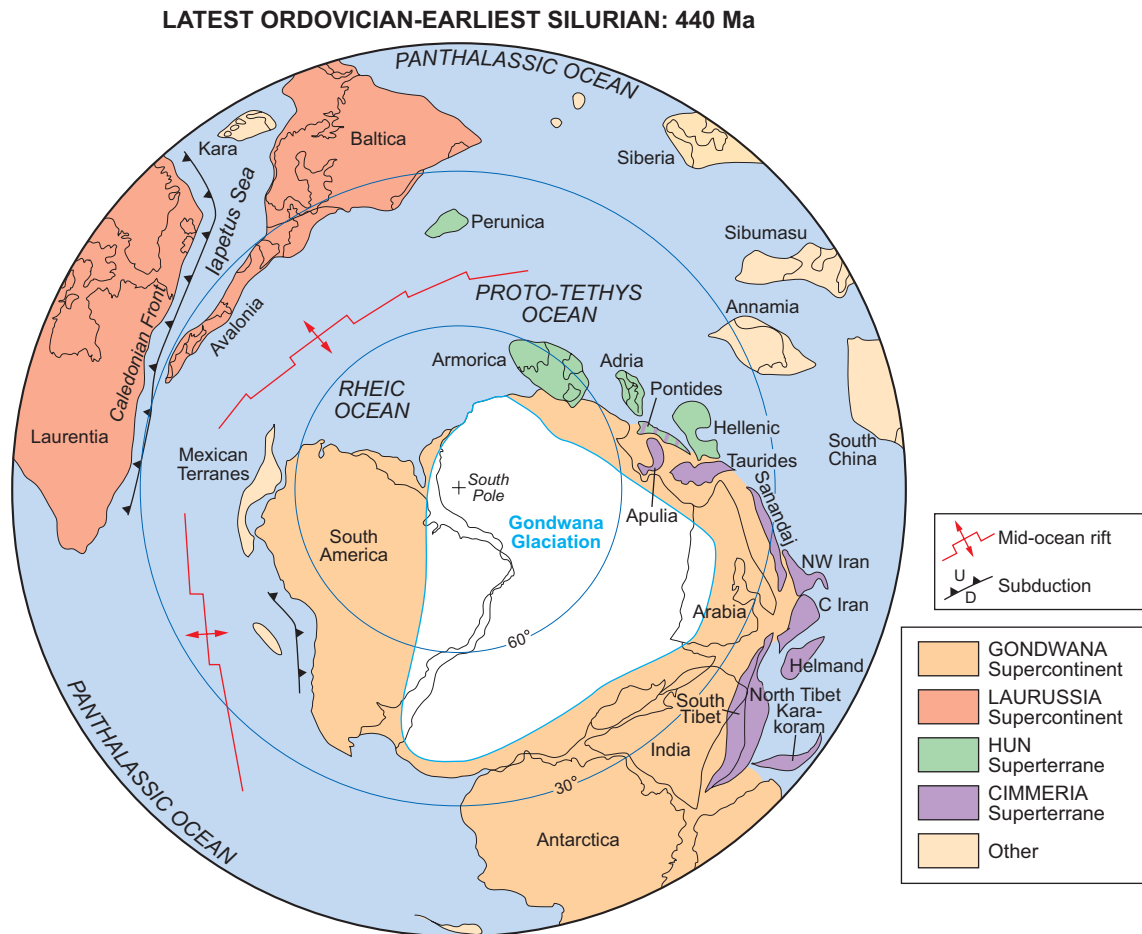 LATEST ORDOVICIAN-EARLIEST SILURIAN: 440 Ma
PANTHALASSIC OCEAN
Kara
Baltica
Siberia
Iapetus Sea
Perunica
Sibumasu
Avalonia
PROTO-TETHYS
OCEAN
Annamia
Caledonian Front
Armorica
Adria
RHEIC
OCEAN
Pontides
Laurentia
Hellenic
South
China
Mexican
Terranes
Taurides
South
Pole
Sanandaj
Apulia
Gondwana
Glaciation
South
America
NW Iran
Arabia
C Iran
60°
Helmand
South
Tibet
North Tibet
Kara-
koram
India
PANTHALASSIC OCEAN
30°
Antarctica
Mid-ocean rift
U
D
Subduction
GONDWANA
Supercontinent
LAURUSSIA
Supercontinent
HUN
Superterrane
CIMMERIA
Superterrane
Other